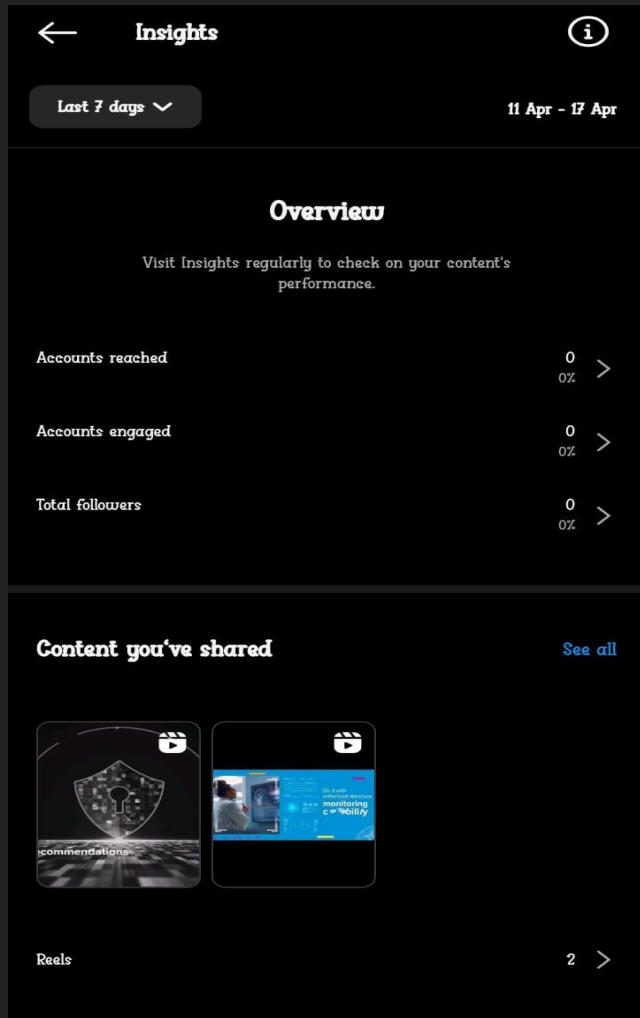 Insights
Last 7 days
11 Apr - 17 Apr
Overview
Visit Insights regularly to check on your content's
performance.
Accounts reached
0
0%
Accounts engaged
0
0%
Total followers
0
0%
Content you've shared
See all
commendations
Do it with
enhanced literature
monitoring
Reels
2